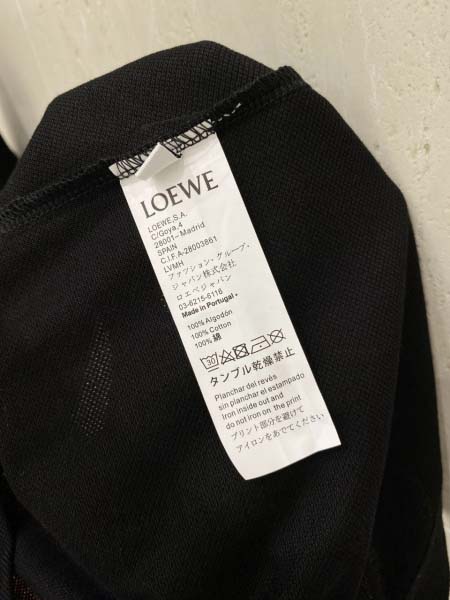 LOEWE
LOEWE,S.A.
C/Goya,4
28001-Madrid
SPAIN
C.I.F.A-28003861
LVMH
ファッション・グループ・
ジャパン株式会社
ロエベジャパン
03-6215-6116
Made in Portugal・
100% Algodón
100% Cotton
100% 綿
30
タンブル乾燥禁止
Planchar del revés
sin planchar el estampado
Iron inside out and
do not iron on the print
プリント部分を避けて
アイロンをあててください